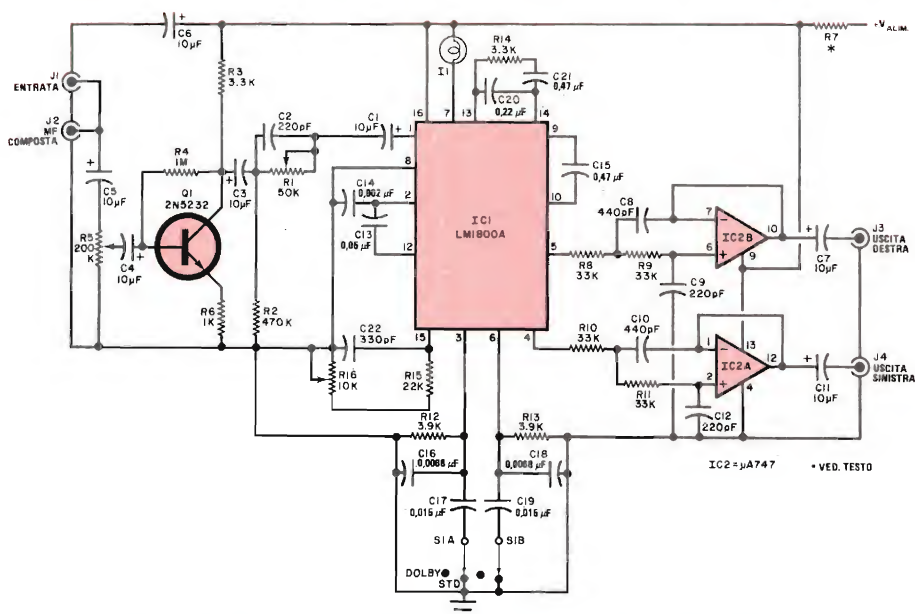 C6
10µF
+
J1
ENTRATA
J2
MF
COMPOSTA
+
C5
10µF
R5
200
K
C4
10µF
+
R4
1M
Q1
2N5232
R3
3.3K
R6
1K
+
C3
10µF
C2
220pF
R1
50K
R2
470K
C1
10µF
+
C14
0,002 µF
C13
0,05 µF
C22
330pF
R16
10K
R15
22K
16
7
13
14
1
8
2
12
15
3
6
4
5
10
9
IC1
LM1800A
I1
R14
3.3K
C20
0,22 µF
C21
0,47 µF
C15
0,47 µF
R7
*
+VALIM.
C8
440pF
R8
33K
R9
33K
7
−
6
+
IC2B
10
9
C9
220pF
+
C7
10µF
J3
USCITA
DESTRA
R10
33K
C10
440pF
R11
33K
1
−
2
+
IC2A
13
12
4
C12
220pF
+
C11
10µF
J4
USCITA
SINISTRA
R12
3.9K
C16
0,0068 µF
C17
0,016 µF
R13
3.9K
C18
0,0068 µF
C19
0,016 µF
S1A
S1B
DOLBY
STD
IC2=µA747
* VED. TESTO